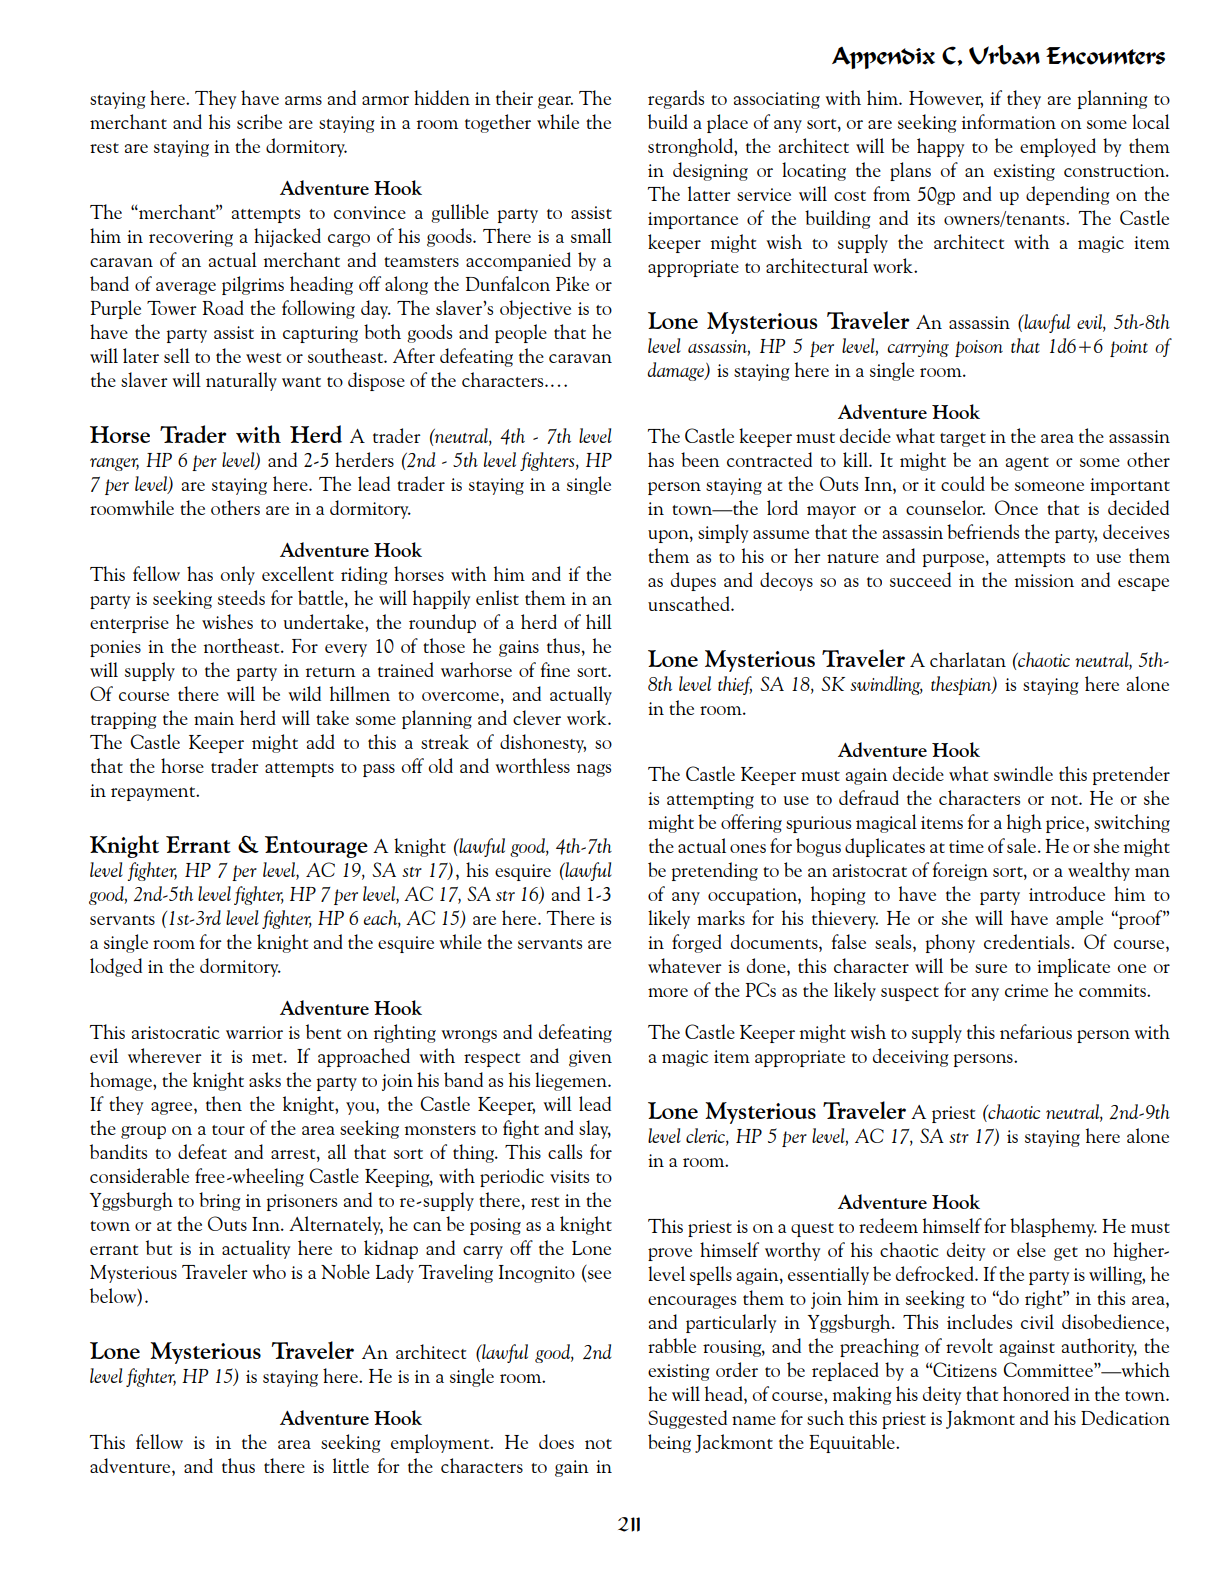 Appendix C, Urban Encounters
staying here. They have arms and armor hidden in their gear. The
merchant and his scribe are staying in a room together while the
rest are staying in the dormitory.
Adventure Hook
The “merchant” attempts to convince a gullible party to assist
him in recovering a hijacked cargo of his goods. There is a small
caravan of an actual merchant and teamsters accompanied by a
band of average pilgrims heading off along the Dunfalcon Pike or
Purple Tower Road the following day. The slaver’s objective is to
have the party assist in capturing both goods and people that he
will later sell to the west or southeast. After defeating the caravan
the slaver will naturally want to dispose of the characters.…
Horse Trader with Herd A trader (neutral, 4th - 7th level
ranger, HP 6 per level) and 2-5 herders (2nd - 5th level fighters, HP
7 per level) are staying here. The lead trader is staying in a single
roomwhile the others are in a dormitory.
Adventure Hook
This fellow has only excellent riding horses with him and if the
party is seeking steeds for battle, he will happily enlist them in an
enterprise he wishes to undertake, the roundup of a herd of hill
ponies in the northeast. For every 10 of those he gains thus, he
will supply to the party in return a trained warhorse of fine sort.
Of course there will be wild hillmen to overcome, and actually
trapping the main herd will take some planning and clever work.
The Castle Keeper might add to this a streak of dishonesty, so
that the horse trader attempts to pass off old and worthless nags
in repayment.
Knight Errant & Entourage A knight (lawful good, 4th-7th
level fighter, HP 7 per level, AC 19, SA str 17), his esquire (lawful
good, 2nd-5th level fighter, HP 7 per level, AC 17, SA str 16) and 1-3
servants (1st-3rd level fighter, HP 6 each, AC 15) are here. There is
a single room for the knight and the esquire while the servants are
lodged in the dormitory.
Adventure Hook
This aristocratic warrior is bent on righting wrongs and defeating
evil wherever it is met. If approached with respect and given
homage, the knight asks the party to join his band as his liegemen.
If they agree, then the knight, you, the Castle Keeper, will lead
the group on a tour of the area seeking monsters to fight and slay,
bandits to defeat and arrest, all that sort of thing. This calls for
considerable free-wheeling Castle Keeping, with periodic visits to
Yggsburgh to bring in prisoners and to re-supply there, rest in the
town or at the Outs Inn. Alternately, he can be posing as a knight
errant but is in actuality here to kidnap and carry off the Lone
Mysterious Traveler who is a Noble Lady Traveling Incognito (see
below).
Lone Mysterious Traveler An architect (lawful good, 2nd
level fighter, HP 15) is staying here. He is in a single room.
Adventure Hook
This fellow is in the area seeking employment. He does not
adventure, and thus there is little for the characters to gain in
regards to associating with him. However, if they are planning to
build a place of any sort, or are seeking information on some local
stronghold, the architect will be happy to be employed by them
in designing or locating the plans of an existing construction.
The latter service will cost from 50gp and up depending on the
importance of the building and its owners/tenants. The Castle
keeper might wish to supply the architect with a magic item
appropriate to architectural work.
Lone Mysterious Traveler An assassin (lawful evil, 5th-8th
level assassin, HP 5 per level, carrying poison that 1d6+6 point of
damage) is staying here in a single room.
Adventure Hook
The Castle keeper must decide what target in the area the assassin
has been contracted to kill. It might be an agent or some other
person staying at the Outs Inn, or it could be someone important
in town—the lord mayor or a counselor. Once that is decided
upon, simply assume that the assassin befriends the party, deceives
them as to his or her nature and purpose, attempts to use them
as dupes and decoys so as to succeed in the mission and escape
unscathed.
Lone Mysterious Traveler A charlatan (chaotic neutral, 5th-
8th level thief, SA 18, SK swindling, thespian) is staying here alone
in the room.
Adventure Hook
The Castle Keeper must again decide what swindle this pretender
is attempting to use to defraud the characters or not. He or she
might be offering spurious magical items for a high price, switching
the actual ones for bogus duplicates at time of sale. He or she might
be pretending to be an aristocrat of foreign sort, or a wealthy man
of any occupation, hoping to have the party introduce him to
likely marks for his thievery. He or she will have ample “proof”
in forged documents, false seals, phony credentials. Of course,
whatever is done, this character will be sure to implicate one or
more of the PCs as the likely suspect for any crime he commits.
The Castle Keeper might wish to supply this nefarious person with
a magic item appropriate to deceiving persons.
Lone Mysterious Traveler A priest (chaotic neutral, 2nd-9th
level cleric, HP 5 per level, AC 17, SA str 17) is staying here alone
in a room.
Adventure Hook
This priest is on a quest to redeem himself for blasphemy. He must
prove himself worthy of his chaotic deity or else get no higher-
level spells again, essentially be defrocked. If the party is willing, he
encourages them to join him in seeking to “do right” in this area,
and particularly in Yggsburgh. This includes civil disobedience,
rabble rousing, and the preaching of revolt against authority, the
existing order to be replaced by a “Citizens Committee”—which
he will head, of course, making his deity that honored in the town.
Suggested name for such this priest is Jakmont and his Dedication
being Jackmont the Equuitable.
211